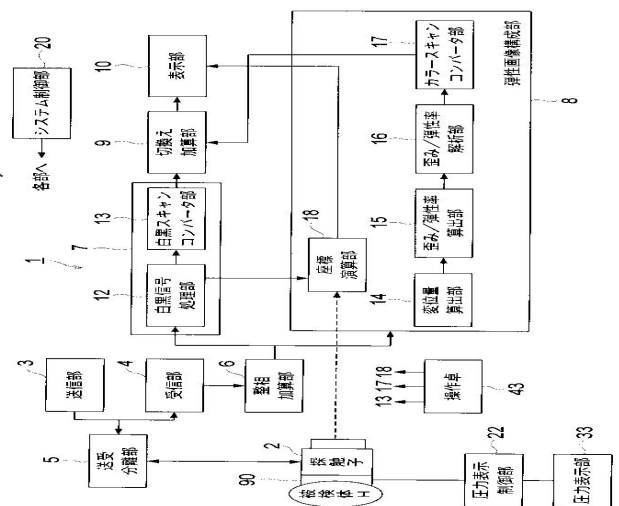 20
システム制御部
各部へ
1
10
表示部
9
切換え
加算部
7
13
白黒スキャン
コンバータ部
12
白黒信号
処理部
17
カラースキャン
コンバータ部
弾性画像構成部
8
16
歪み/弾性率
解析部
15
歪み/弾性率
算出部
18
座標
演算部
14
変位量
算出部
3
送信部
4
受信部
6
整相
加算部
5
送受
分離部
13 17 18
操作卓
43
2
探触子
90
被検体
H
22
圧力表示
制御部
33
圧力表示部